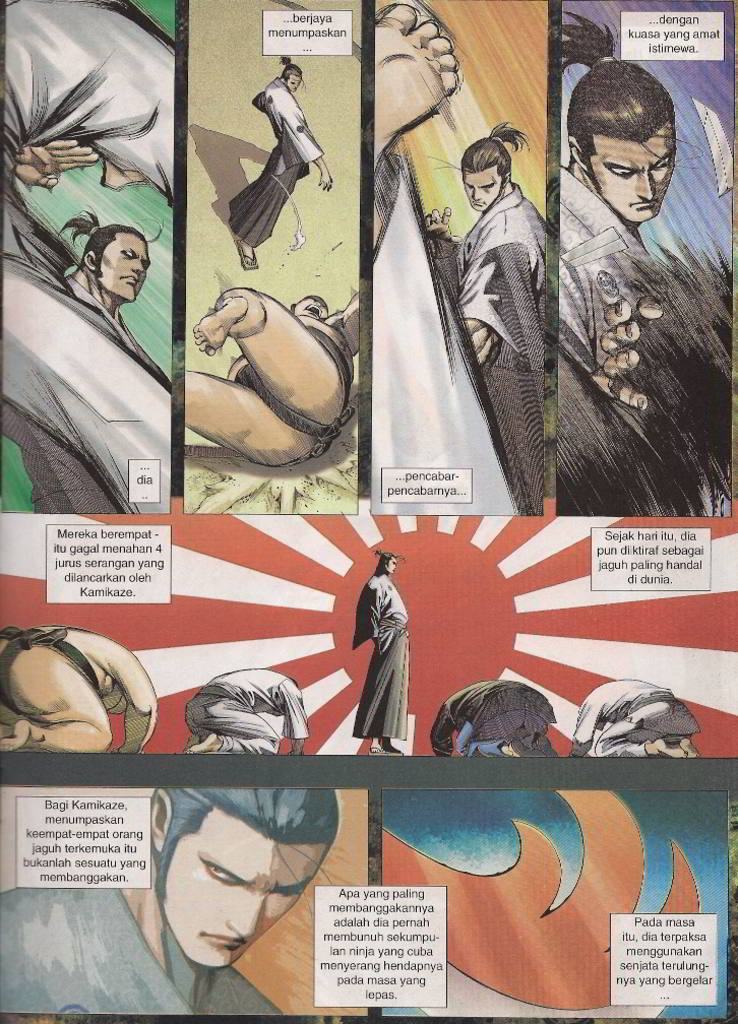 ...
dia
..
...berjaya
menumpaskan
...
...pencabar-
pencabarnya...
...dengan
kuasa yang amat
istimewa.
Mereka berempat -
itu gagal menahan 4
jurus serangan yang
dilancarkan oleh
Kamikaze.
Sejak hari itu, dia
pun diiktiraf sebagai
jaguh paling handal
di dunia.
Bagi Kamikaze,
menumpaskan
keempat-empat orang
jaguh terkemuka itu
bukanlah sesuatu yang
membanggakan.
Apa yang paling
membanggakannya
adalah dia pernah
membunuh sekumpu-
lan ninja yang cuba
menyerang hendapnya
pada masa yang
lepas.
Pada masa
itu, dia terpaksa
menggunakan
senjata terulung-
nya yang bergelar
...